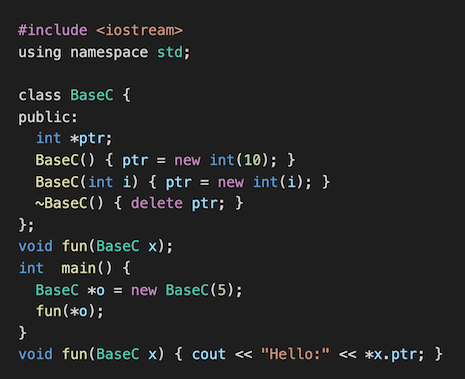 #include <iostream>
using namespace std;
class BaseC {
public:
int *ptr;
BaseC() { ptr = new int(10); }
BaseC(int i) { ptr = new int(i); }
~BaseC() { delete ptr; }
};
void fun(BaseC x);
int  main() {
BaseC *o = new BaseC(5);
fun(*o);
}
void fun(BaseC x) { cout << "Hello:" << *x.ptr; }